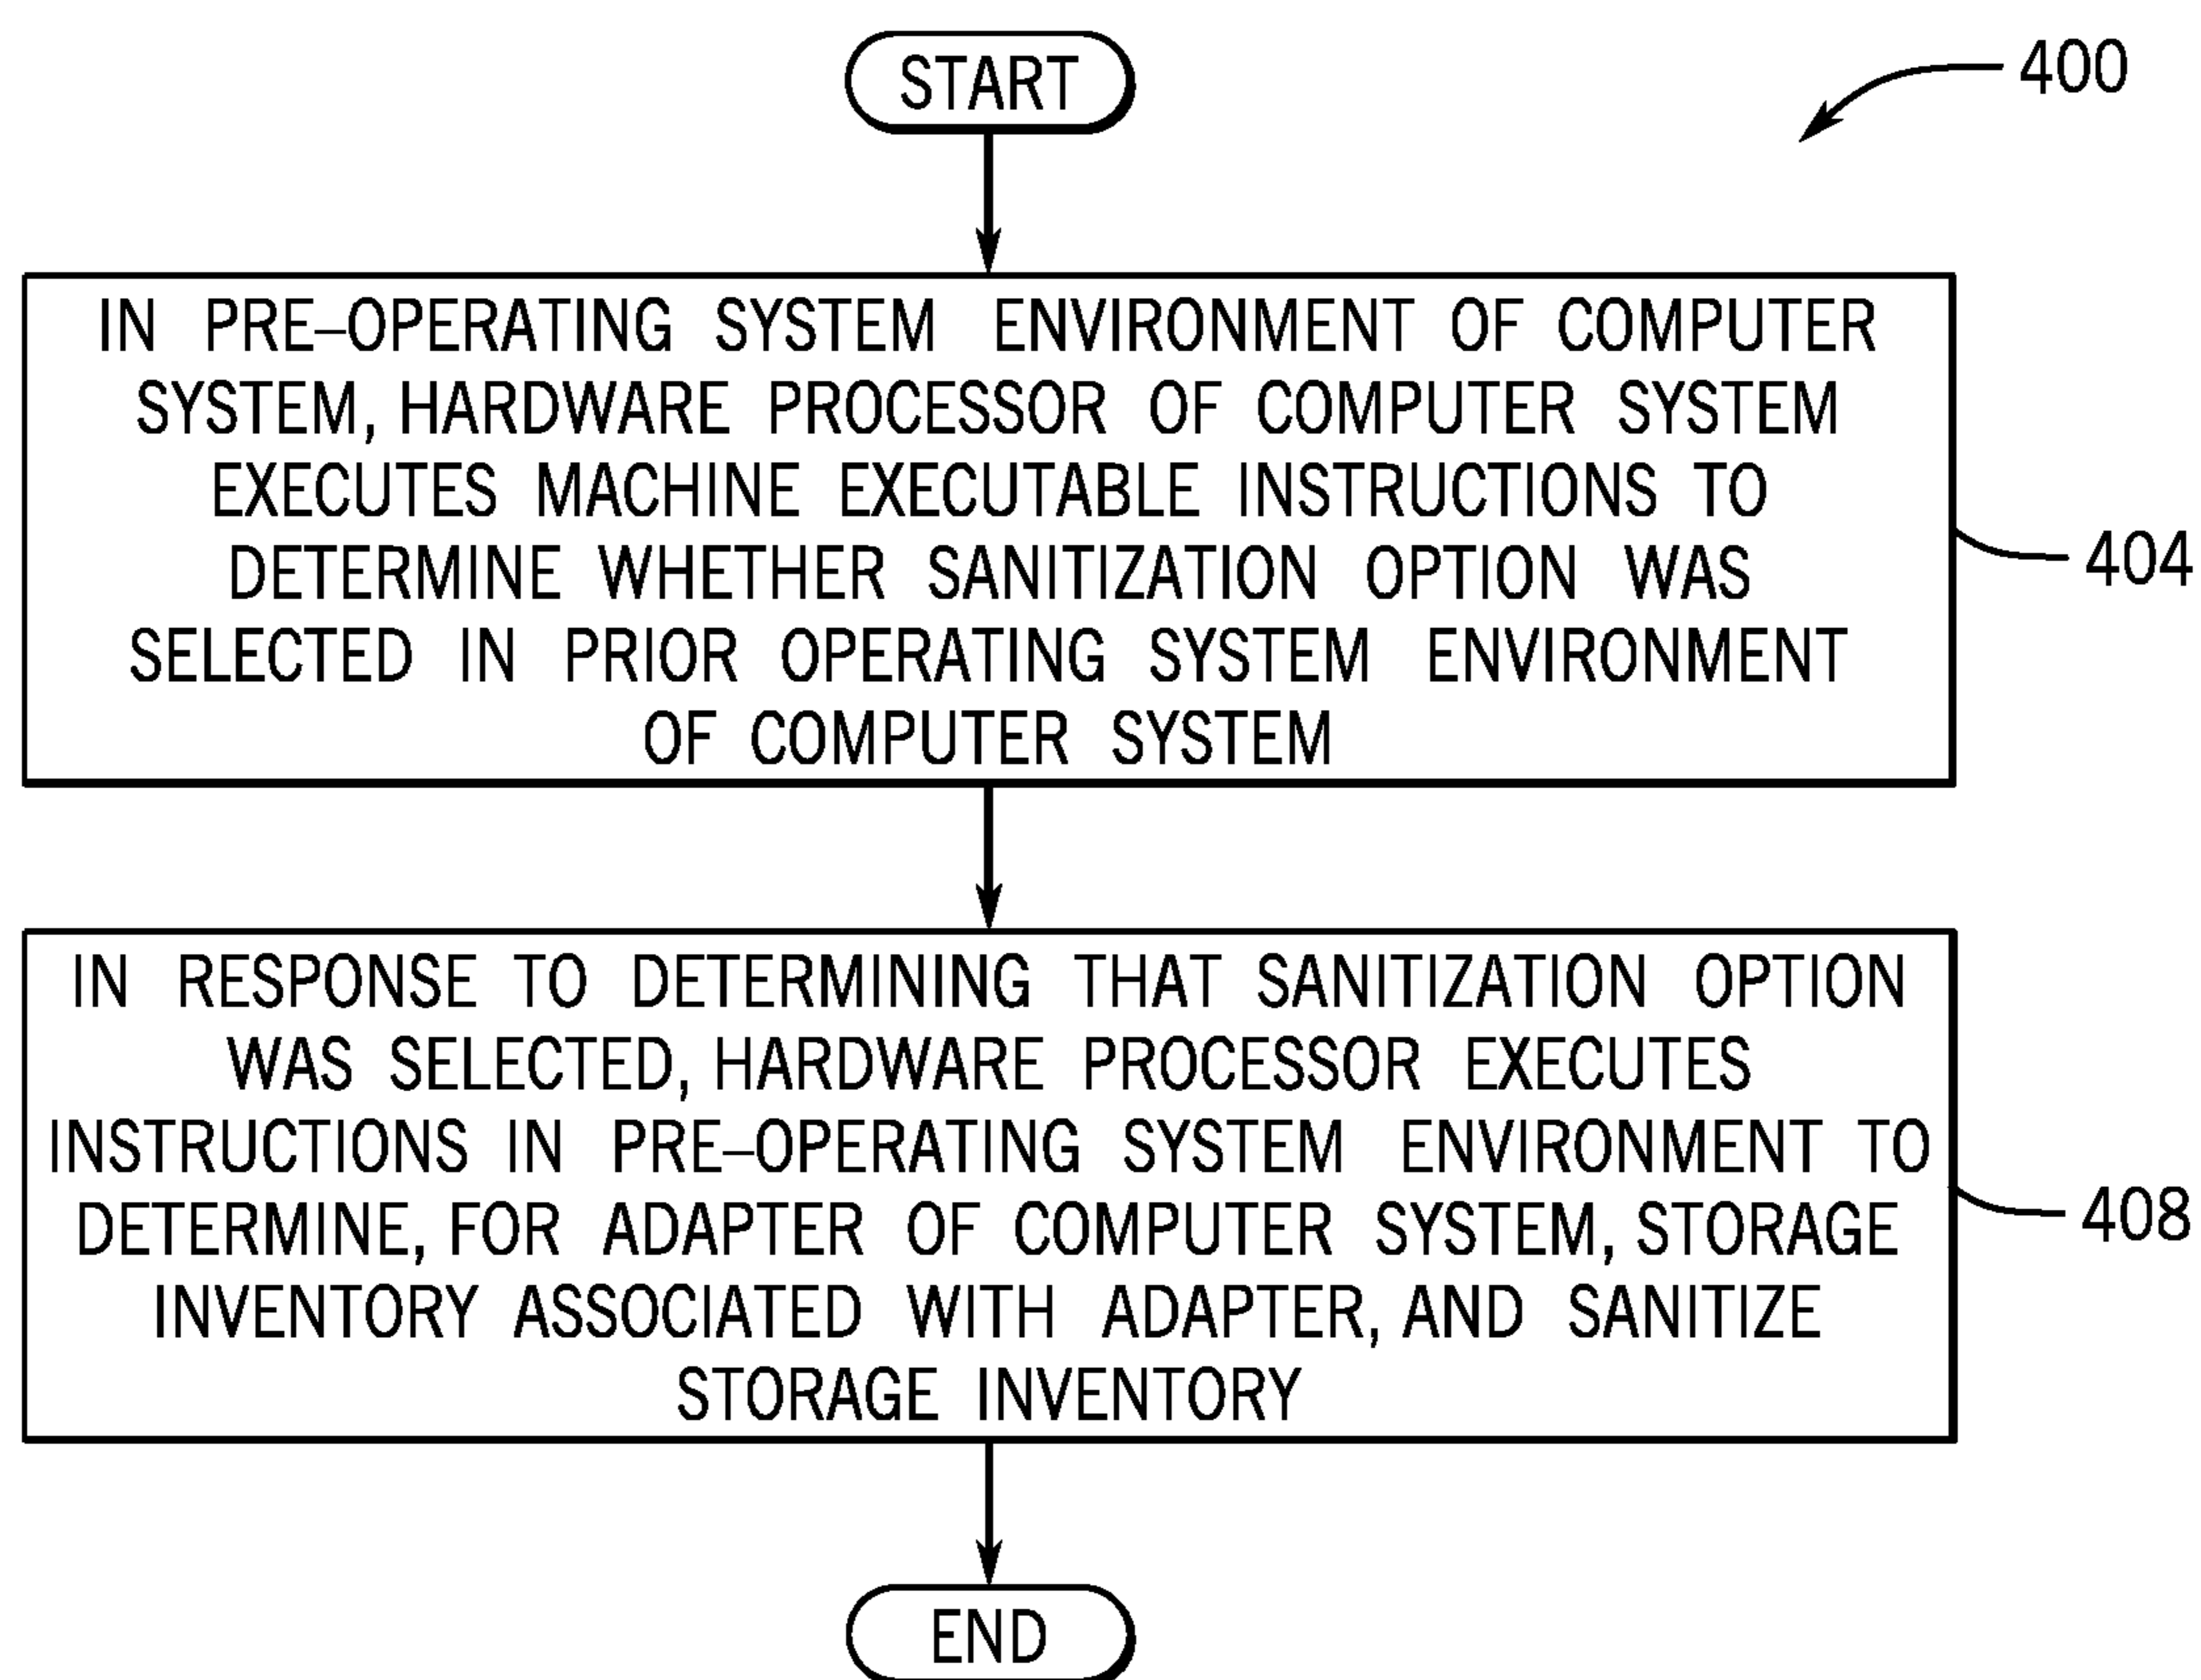 START
400
IN PRE–OPERATING SYSTEM ENVIRONMENT OF COMPUTER
SYSTEM, HARDWARE PROCESSOR OF COMPUTER SYSTEM
EXECUTES MACHINE EXECUTABLE INSTRUCTIONS TO
DETERMINE WHETHER SANITIZATION OPTION WAS
SELECTED IN PRIOR OPERATING SYSTEM ENVIRONMENT
OF COMPUTER SYSTEM
404
IN RESPONSE TO DETERMINING THAT SANITIZATION OPTION
WAS SELECTED, HARDWARE PROCESSOR EXECUTES
INSTRUCTIONS IN PRE–OPERATING SYSTEM ENVIRONMENT TO
DETERMINE, FOR ADAPTER OF COMPUTER SYSTEM, STORAGE
INVENTORY ASSOCIATED WITH ADAPTER, AND SANITIZE
STORAGE INVENTORY
408
END